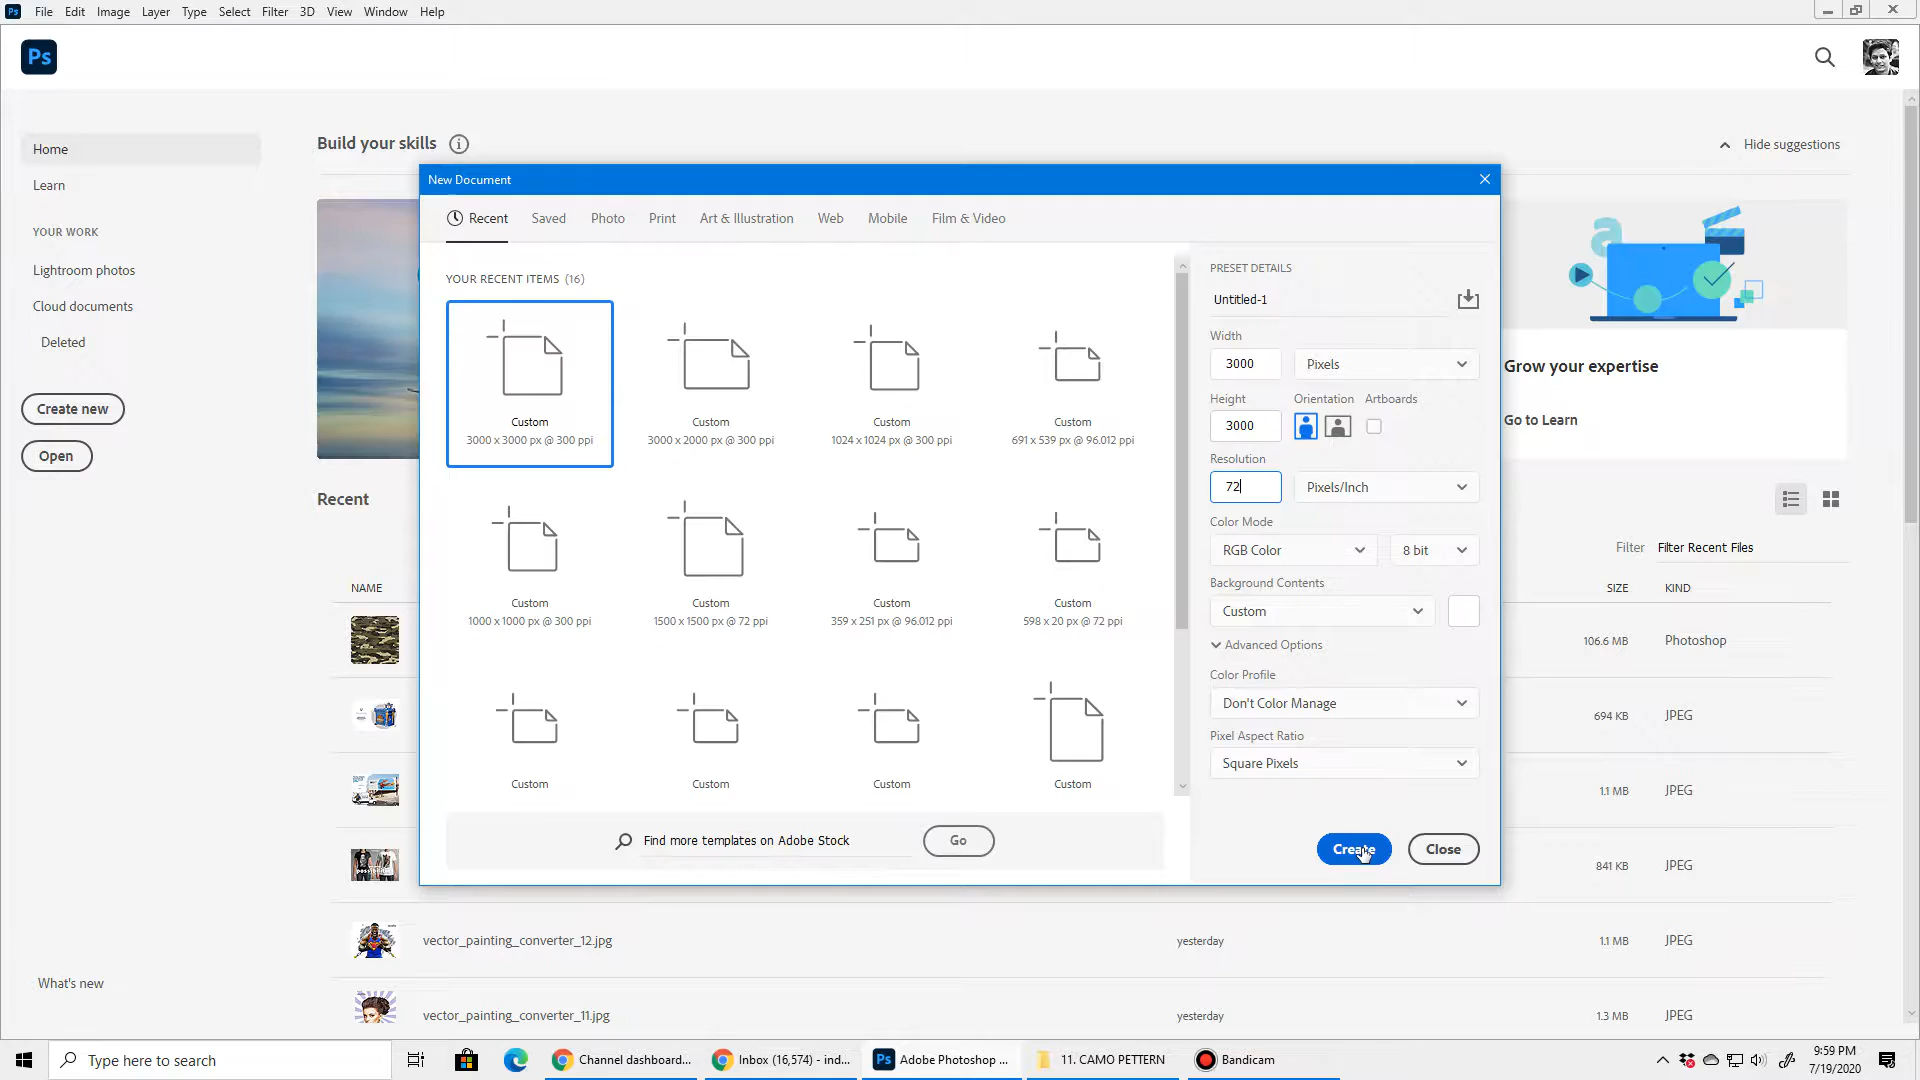 Ps File Edit Image Layer Type Select Filter 3D View Window Help
Ps
Home
Learn
YOUR WORK
Lightroom photos
Cloud documents
Deleted
Create new
Open
What's new
Build your skills
Hide suggestions
New Document
Recent Saved Photo Print Art & Illustration Web Mobile Film & Video
YOUR RECENT ITEMS (16)
Custom Custom Custom Custom
3000 x 3000 px @ 300 ppi 3000 x 2000 px @ 300 ppi 1024 x 1024 px @ 300 ppi 691 x 539 px @ 96.012 ppi
Custom Custom Custom Custom
1000 x 1000 px @ 300 ppi 1500 x 1500 px @ 72 ppi 359 x 251 px @ 96.012 ppi 598 x 20 px @ 72 ppi
Custom Custom Custom Custom
Find more templates on Adobe Stock Go
PRESET DETAILS
Untitled-1
Width
3000 Pixels
Height Orientation Artboards
3000
Resolution
72 Pixels/Inch
Color Mode
RGB Color 8 bit
Background Contents
Custom
Advanced Options
Color Profile
Don't Color Manage
Pixel Aspect Ratio
Square Pixels
Create Close
a
Grow your expertise
Go to Learn
Recent
Filter Filter Recent Files
NAME SIZE KIND
106.6 MB Photoshop
694 KB JPEG
1.1 MB JPEG
841 KB JPEG
vector_painting_converter_12.jpg yesterday 1.1 MB JPEG
vector_painting_converter_11.jpg yesterday 1.3 MB JPEG
Type here to search
Channel dashboard...
Inbox (16,574) - ind...
Ps Adobe Photoshop ...
11. CAMO PETTERN
Bandicam
9:59 PM
7/19/2020